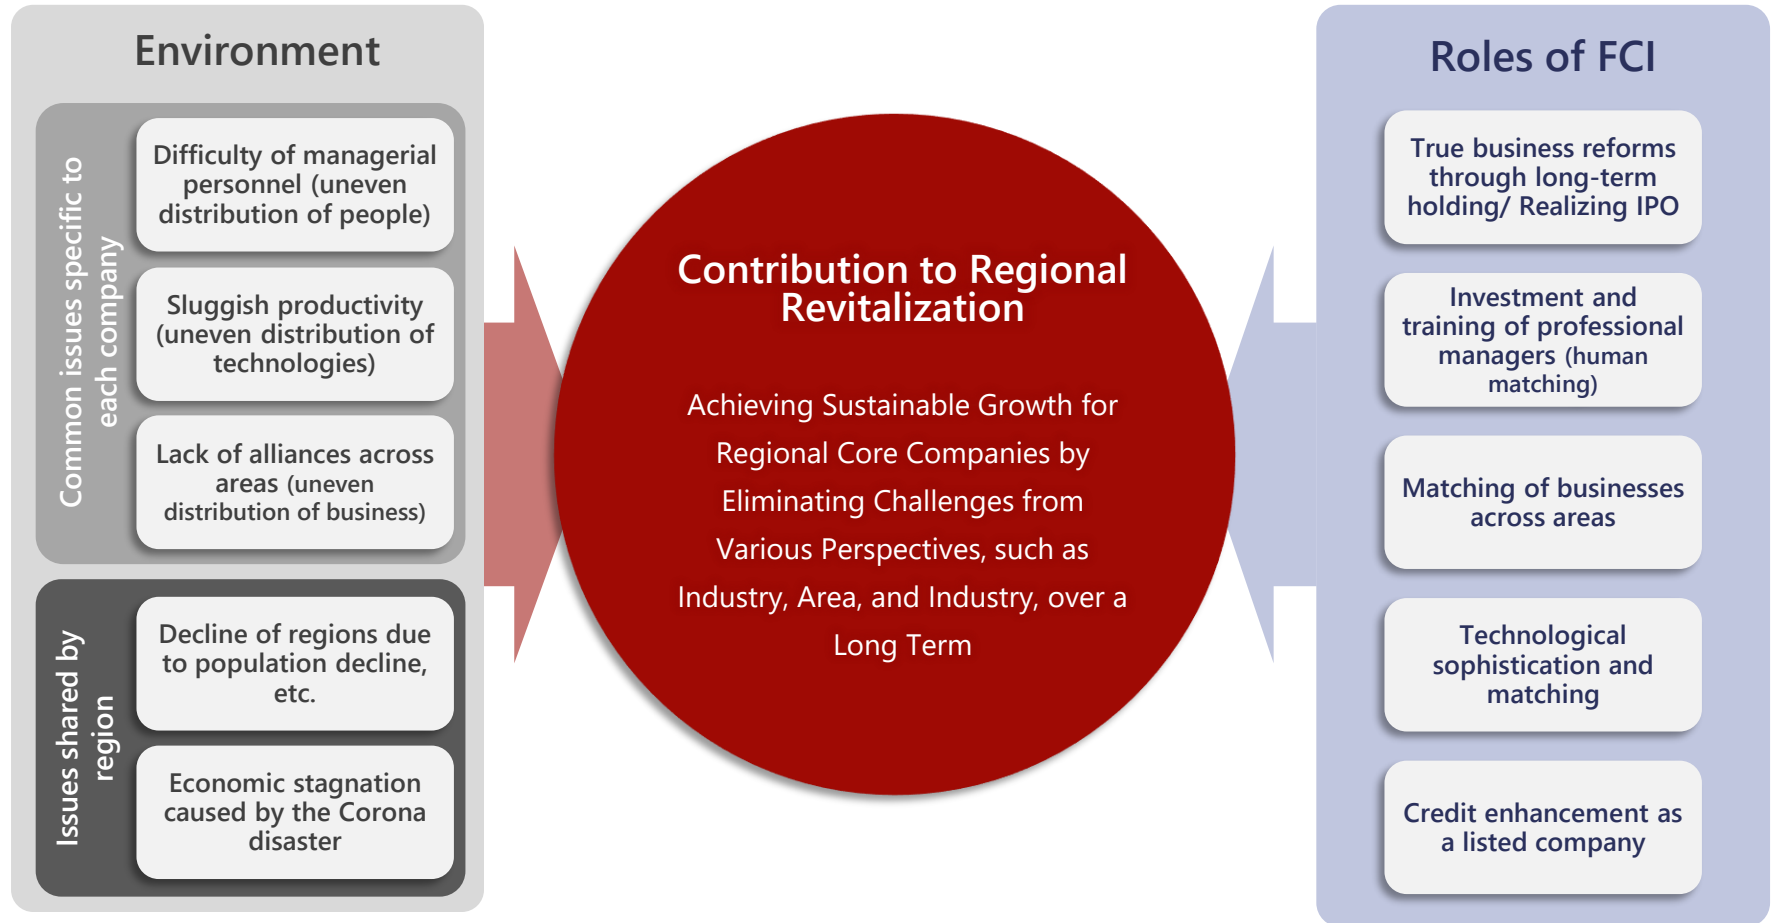 Environment
Common issues specific to
each company
Difficulty of managerial
personnel (uneven
distribution of people)
Sluggish productivity
(uneven distribution of
technologies)
Lack of alliances across
areas (uneven
distribution of business)
Issues shared by
region
Decline of regions due
to population decline,
etc.
Economic stagnation
caused by the Corona
disaster
Contribution to Regional
Revitalization
Achieving Sustainable Growth for
Regional Core Companies by
Eliminating Challenges from
Various Perspectives, such as
Industry, Area, and Industry, over a
Long Term
Roles of FCI
True business reforms
through long-term
holding/ Realizing IPO
Investment and
training of professional
managers (human
matching)
Matching of businesses
across areas
Technological
sophistication and
matching
Credit enhancement as
a listed company